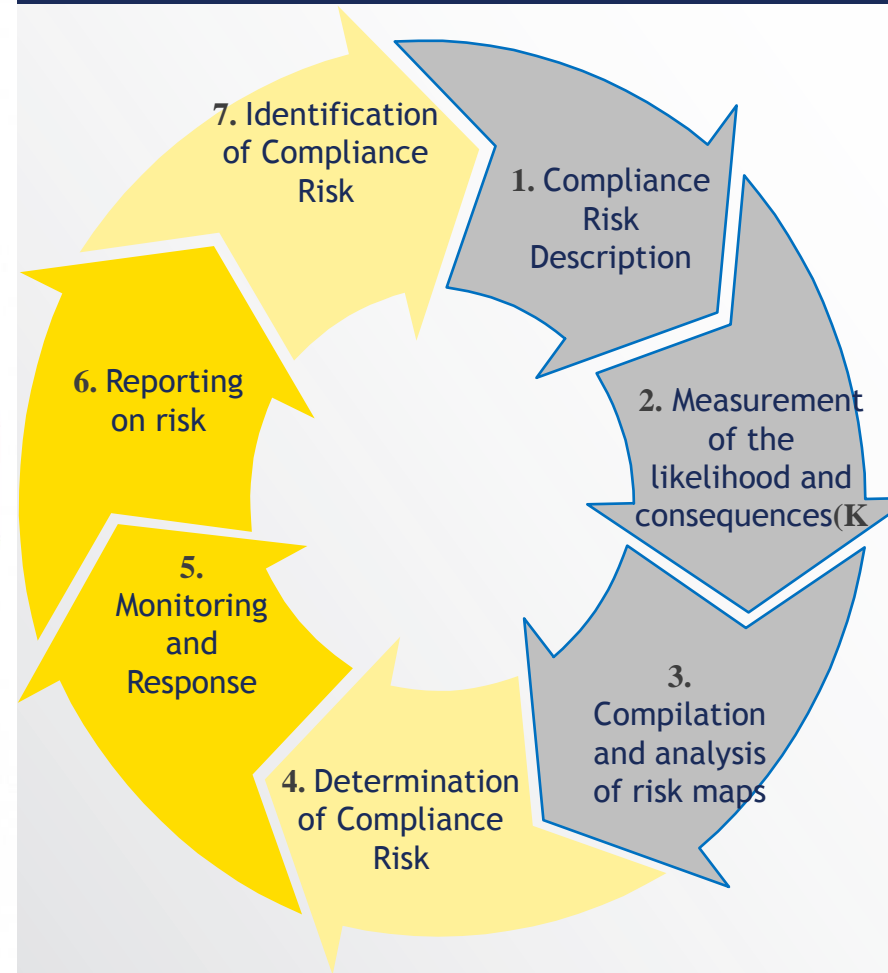 7. Identification
of Compliance
Risk
1. Compliance
Risk
Description
2. Measurement
of the
likelihood and
consequences(K
3.
Compilation
and analysis
of risk maps
4. Determination
of Compliance
Risk
5.
Monitoring
and
Response
6. Reporting
on risk